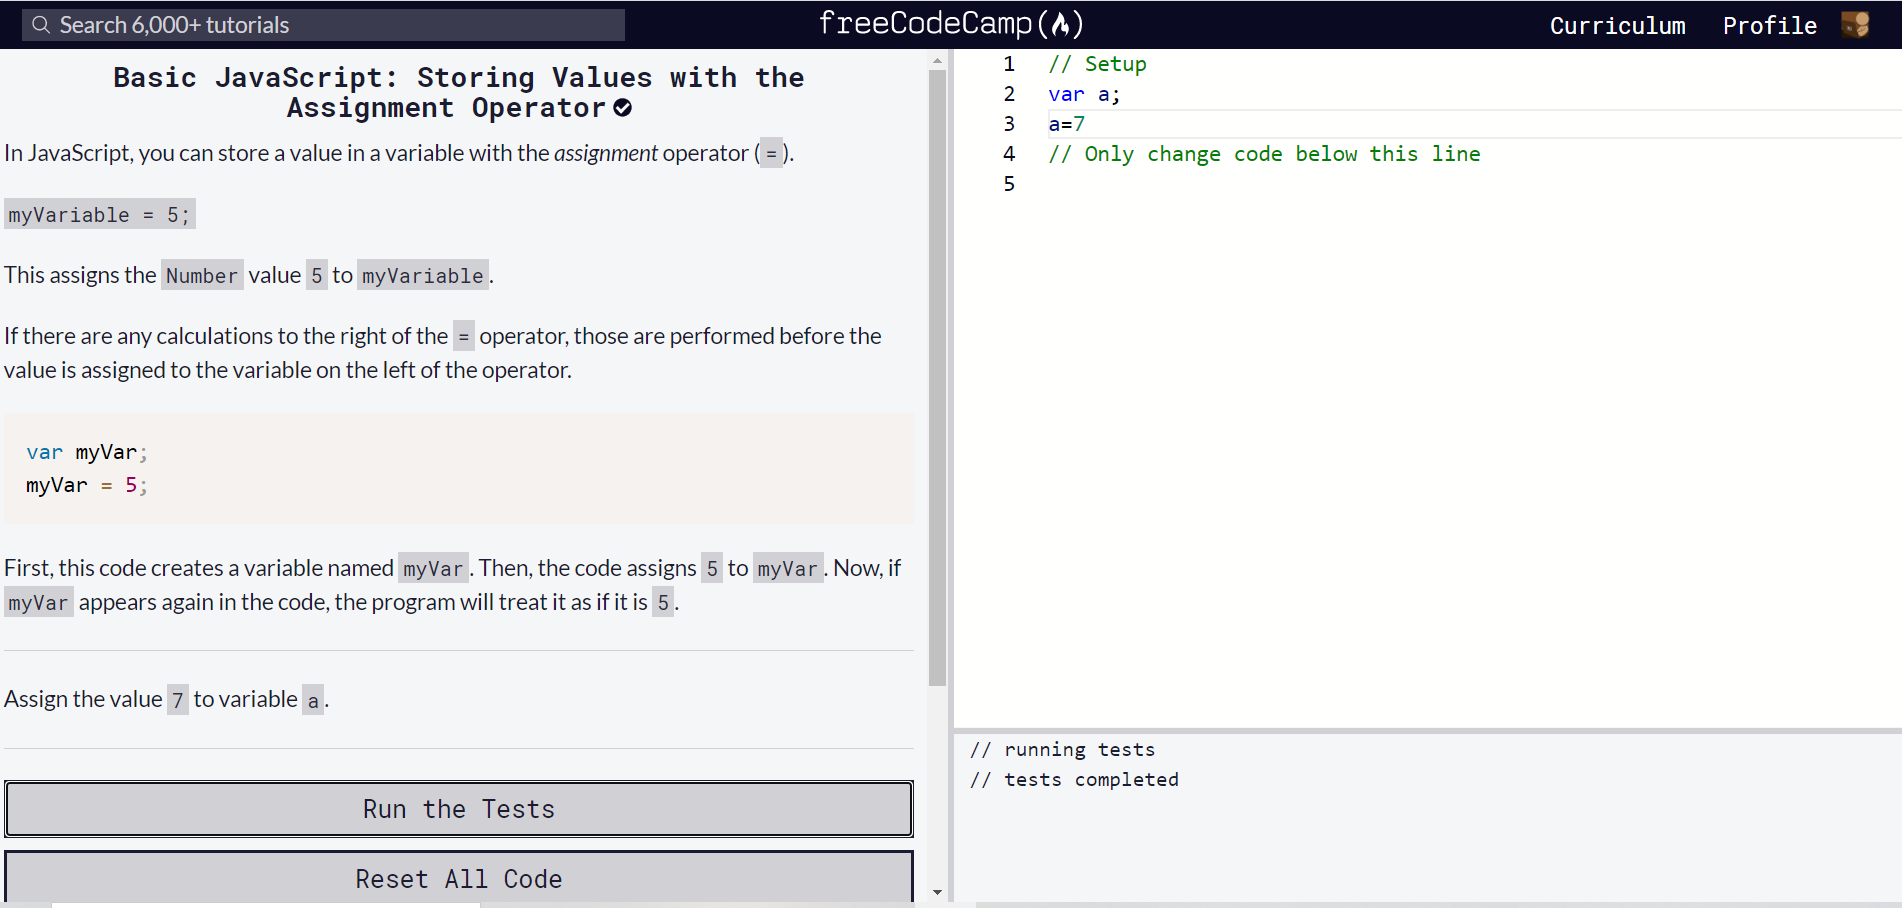 Search 6,000+ tutorials
freeCodeCamp(🔥)
Curriculum Profile
Basic JavaScript: Storing Values with the
Assignment Operator
In JavaScript, you can store a value in a variable with the assignment operator ( = ).
myVariable = 5;
This assigns the Number value 5 to myVariable.
If there are any calculations to the right of the = operator, those are performed before the
value is assigned to the variable on the left of the operator.
var myVar;
myVar = 5;
First, this code creates a variable named myVar. Then, the code assigns 5 to myVar. Now, if
myVar appears again in the code, the program will treat it as if it is 5.
Assign the value 7 to variable a.
Run the Tests
Reset All Code
1 // Setup
2 var a;
3 a=7
4 // Only change code below this line
5
// running tests
// tests completed